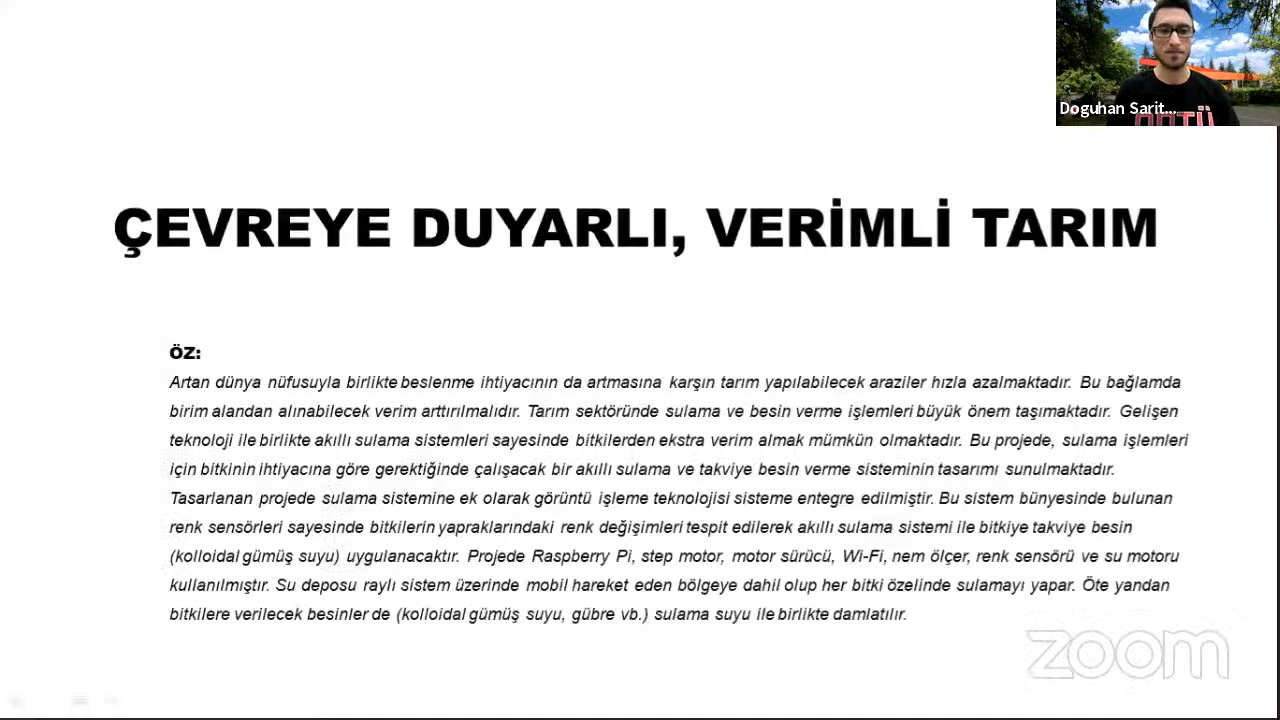 Doguhan Sarit...
ODTÜ
ÇEVREYE DUYARLI, VERİMLİ TARIM
ÖZ:
Artan dünya nüfusuyla birlikte beslenme ihtiyacının da artmasına karşın tarım yapılabilecek araziler hızla azalmaktadır. Bu bağlamda
birim alandan alınabilecek verim arttırılmalıdır. Tarım sektöründe sulama ve besin verme işlemleri büyük önem taşımaktadır. Gelişen
teknoloji ile birlikte akıllı sulama sistemleri sayesinde bitkilerden ekstra verim almak mümkün olmaktadır. Bu projede, sulama işlemleri
için bitkinin ihtiyacına göre gerektiğinde çalışacak bir akıllı sulama ve takviye besin verme sisteminin tasarımı sunulmaktadır.
Tasarlanan projede sulama sistemine ek olarak görüntü işleme teknolojisi sisteme entegre edilmiştir. Bu sistem bünyesinde bulunan
renk sensörleri sayesinde bitkilerin yapraklarındaki renk değişimleri tespit edilerek akıllı sulama sistemi ile bitkiye takviye besin
(kolloidal gümüş suyu) uygulanacaktır. Projede Raspberry Pi, step motor, motor sürücü, Wi-Fi, nem ölçer, renk sensörü ve su motoru
kullanılmıştır. Su deposu raylı sistem üzerinde mobil hareket eden bölgeye dahil olup her bitki özelinde sulamayı yapar. Öte yandan
bitkilere verilecek besinler de (kolloidal gümüş suyu, gübre vb.) sulama suyu ile birlikte damlatılır.
zoom